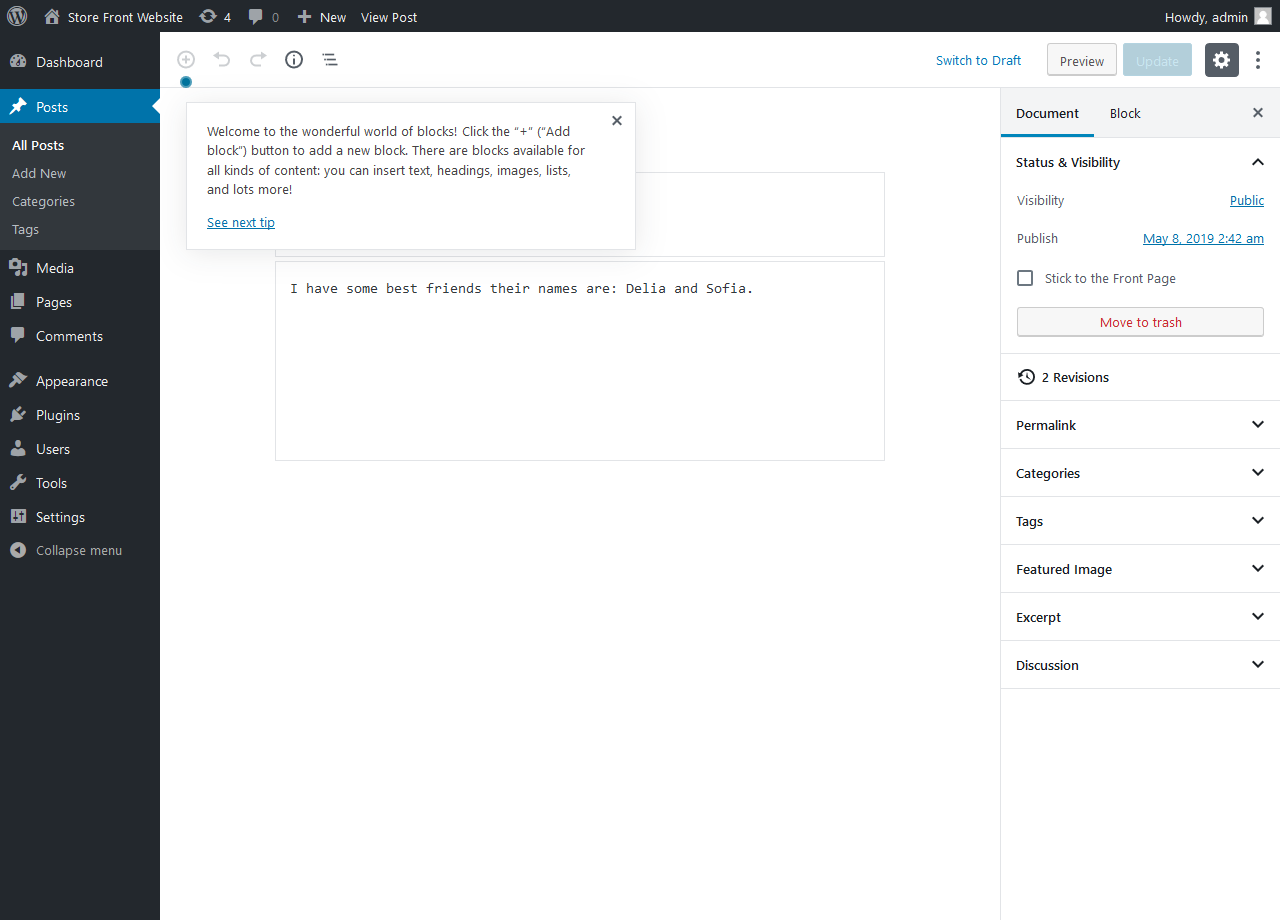 Store Front Website 4 0 New View Post Howdy, admin
Dashboard
Posts
All Posts
Add New
Categories
Tags
Media
Pages
Comments
Appearance
Plugins
Users
Tools
Settings
Collapse menu
Switch to Draft Preview Update
Welcome to the wonderful world of blocks! Click the “+” (“Add
block”) button to add a new block. There are blocks available for
all kinds of content: you can insert text, headings, images, lists,
and lots more!
See next tip
I have some best friends their names are: Delia and Sofia.
Document Block
Status & Visibility
Visibility Public
Publish May 8, 2019 2:42 am
Stick to the Front Page
Move to trash
2 Revisions
Permalink
Categories
Tags
Featured Image
Excerpt
Discussion